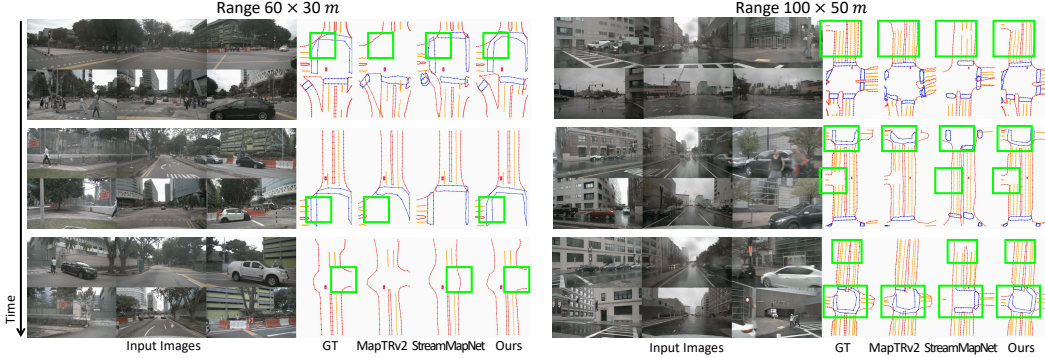 Range 60 × 30 m
Range 100 × 50 m
Time
Input Images
GT
MapTRv2
StreamMapNet
Ours
Input Images
GT
MapTRv2
StreamMapNet
Ours